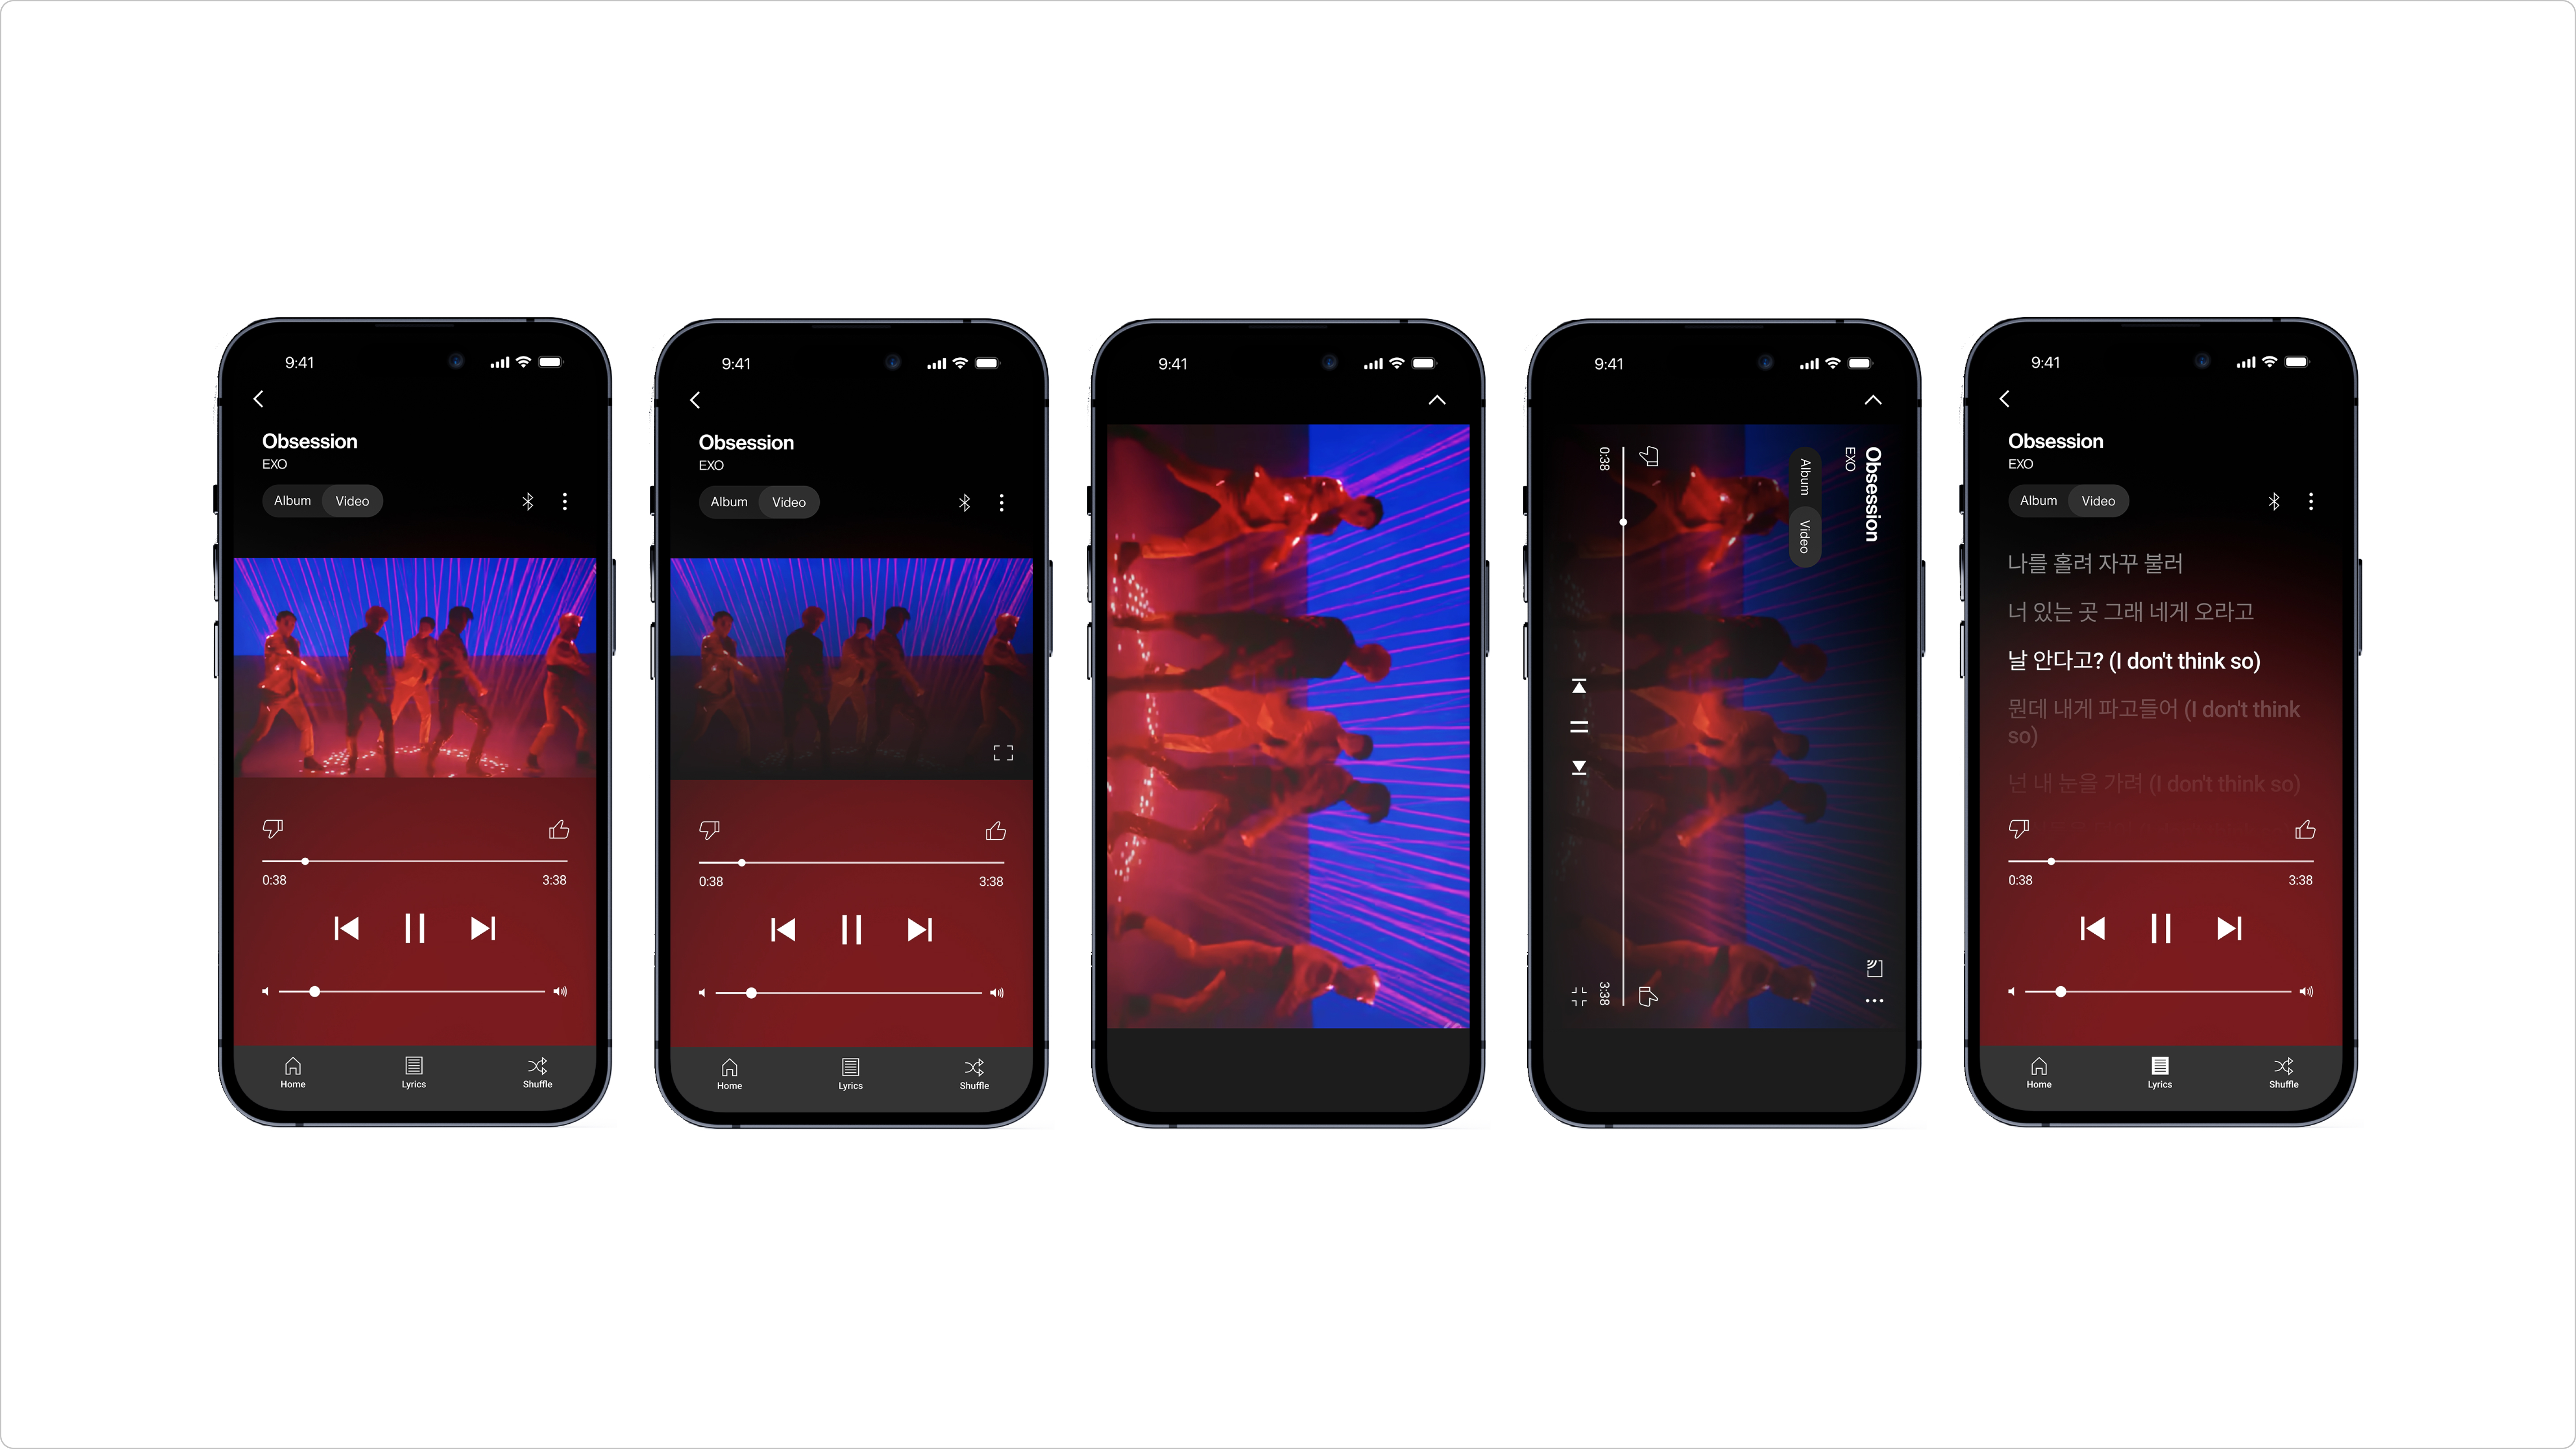 9:41
Obsession
EXO
Album Video
0:38 3:38
Home Lyrics Shuffle
9:41
Obsession
EXO
Album Video
0:38 3:38
Home Lyrics Shuffle
9:41
9:41
Obsession
EXO
Album Video
0:38 3:38
9:41
Obsession
EXO
Album Video
나를 홀려 자꾸 불러
너 있는 곳 그래 네게 오라고
날 안다고? (I don't think so)
뭔데 내게 파고들어 (I don't think
so)
넌 내 눈을 가려 (I don't think so)
0:38 3:38
Home Lyrics Shuffle